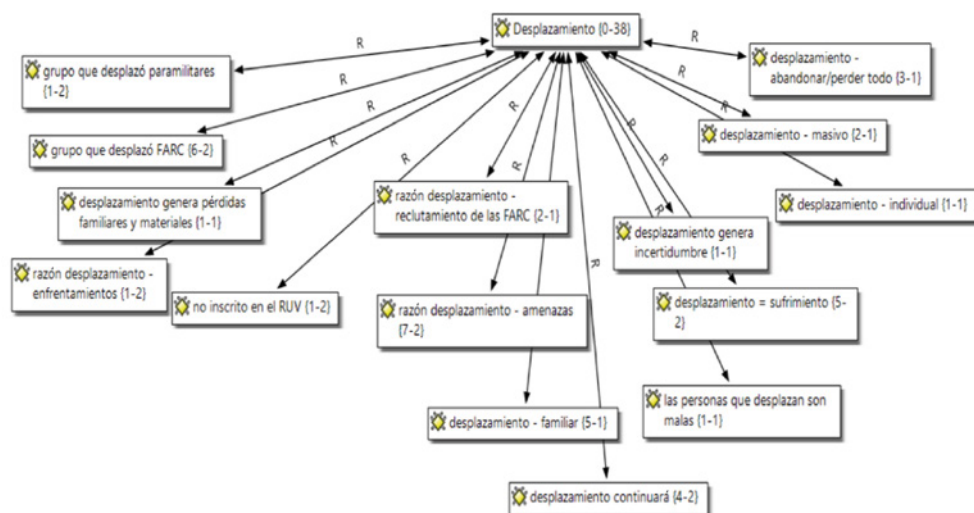 Desplazamiento {0-38}
R
R
R
R
R
R
R
R
R
R
R
R
R
R
grupo que desplazó paramilitares
{1-2}
desplazamiento -
abandonar/perder todo {3-1}
grupo que desplazó FARC {6-2}
desplazamiento - masivo {2-1}
desplazamiento genera pérdidas
familiares y materiales {1-1}
razón desplazamiento -
reclutamiento de las FARC {2-1}
desplazamiento - individual {1-1}
desplazamiento genera
incertidumbre {1-1}
razón desplazamiento -
enfrentamientos {1-2}
no inscrito en el RUV {1-2}
razón desplazamiento - amenazas
{7-2}
desplazamiento = sufrimiento {5-
2}
las personas que desplazan son
malas {1-1}
desplazamiento - familiar {5-1}
desplazamiento continuará {4-2}